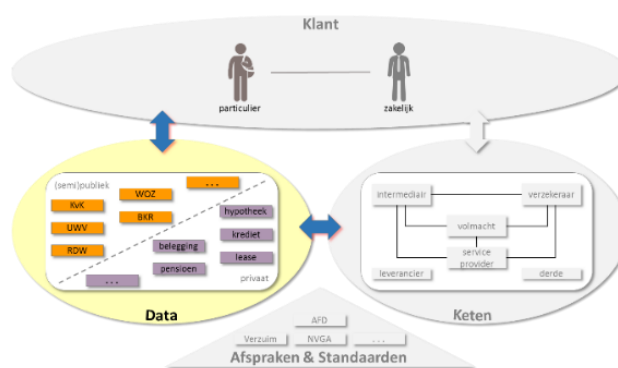 Klant
particulier
zakelijk
(semi)publiek
KvK
UWV
RDW
WOZ
BKR
. . .
hypotheek
krediet
lease
belegging
pensioen
. . .
privaat
Data
intermediair
verzekeraar
volmacht
service
provider
leverancier
derde
Keten
AFD
Verzuim
NVGA
. . .
Afspraken & Standaarden